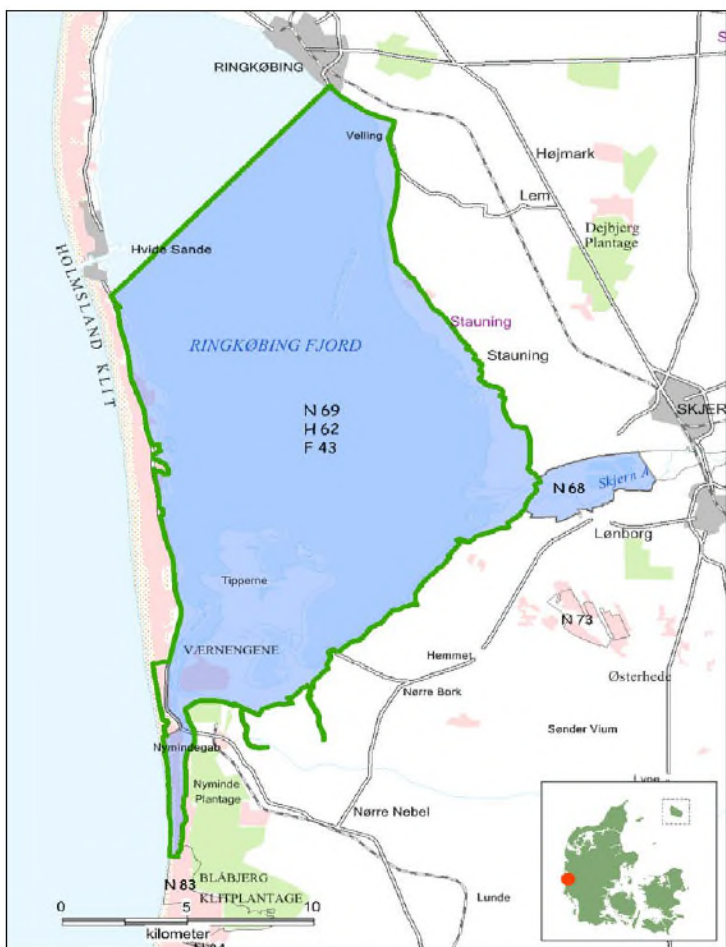 RINGKØBING
S
Velling
Højmark
Lem
Dejbjerg
Plantage
Hvide Sande
HOLMSLAND KLIT
RINGKØBING FJORD
Stauning
Stauning
N 69
H 62
F 43
SKJER
N 68
Skjern Å
Lønborg
Tipperne
N 73
VÆRNENGENE
Hemmet
Nørre Bork
Østerhede
Sønder Vium
Nymindegab
Lyne
Nyminde
Plantage
Nørre Nebel
N 83
BLÅBJERG
KLITPLANTAGE
Lunde
0 5 10
kilometer